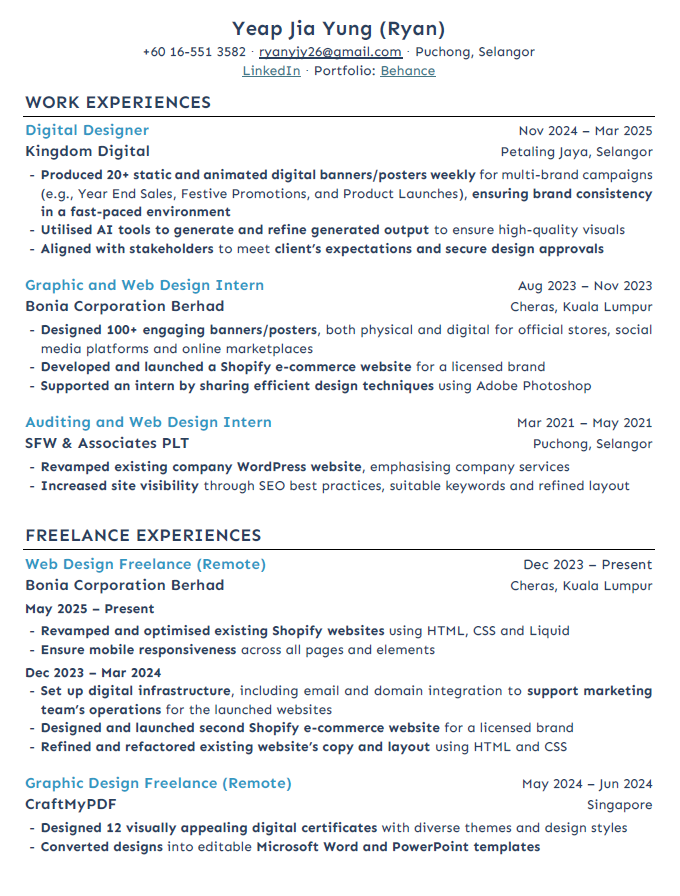 Yeap Jia Yung (Ryan)
+60 16-551 3582 · ryanyjy26@gmail.com · Puchong, Selangor
LinkedIn · Portfolio: Behance
WORK EXPERIENCES
Digital Designer Nov 2024 – Mar 2025
Kingdom Digital Petaling Jaya, Selangor
- Produced 20+ static and animated digital banners/posters weekly for multi-brand campaigns
(e.g., Year End Sales, Festive Promotions, and Product Launches), ensuring brand consistency
in a fast-paced environment
- Utilised AI tools to generate and refine generated output to ensure high-quality visuals
- Aligned with stakeholders to meet client’s expectations and secure design approvals
Graphic and Web Design Intern Aug 2023 – Nov 2023
Bonia Corporation Berhad Cheras, Kuala Lumpur
- Designed 100+ engaging banners/posters, both physical and digital for official stores, social
media platforms and online marketplaces
- Developed and launched a Shopify e-commerce website for a licensed brand
- Supported an intern by sharing efficient design techniques using Adobe Photoshop
Auditing and Web Design Intern Mar 2021 – May 2021
SFW & Associates PLT Puchong, Selangor
- Revamped existing company WordPress website, emphasising company services
- Increased site visibility through SEO best practices, suitable keywords and refined layout
FREELANCE EXPERIENCES
Web Design Freelance (Remote) Dec 2023 – Present
Bonia Corporation Berhad Cheras, Kuala Lumpur
May 2025 – Present
- Revamped and optimised existing Shopify websites using HTML, CSS and Liquid
- Ensure mobile responsiveness across all pages and elements
Dec 2023 – Mar 2024
- Set up digital infrastructure, including email and domain integration to support marketing
team’s operations for the launched websites
- Designed and launched second Shopify e-commerce website for a licensed brand
- Refined and refactored existing website’s copy and layout using HTML and CSS
Graphic Design Freelance (Remote) May 2024 – Jun 2024
CraftMyPDF Singapore
- Designed 12 visually appealing digital certificates with diverse themes and design styles
- Converted designs into editable Microsoft Word and PowerPoint templates